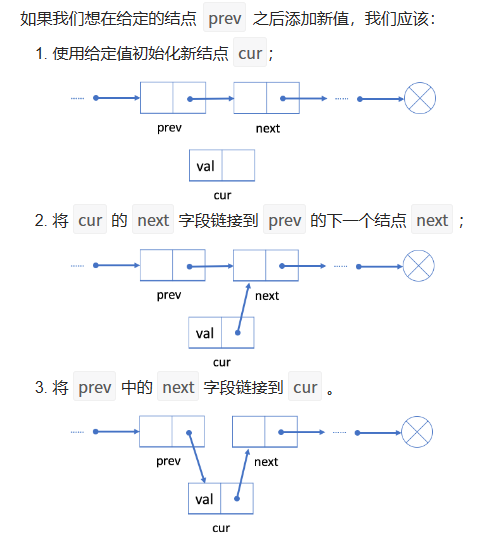 如果我们想在给定的结点 prev 之后添加新值，我们应该：
1. 使用给定值初始化新结点 cur；
......
......
prev
next
val
cur
2. 将 cur 的 next 字段链接到 prev 的下一个结点 next ；
......
......
prev
next
val
cur
3. 将 prev 中的 next 字段链接到 cur 。
......
......
prev
next
val
cur